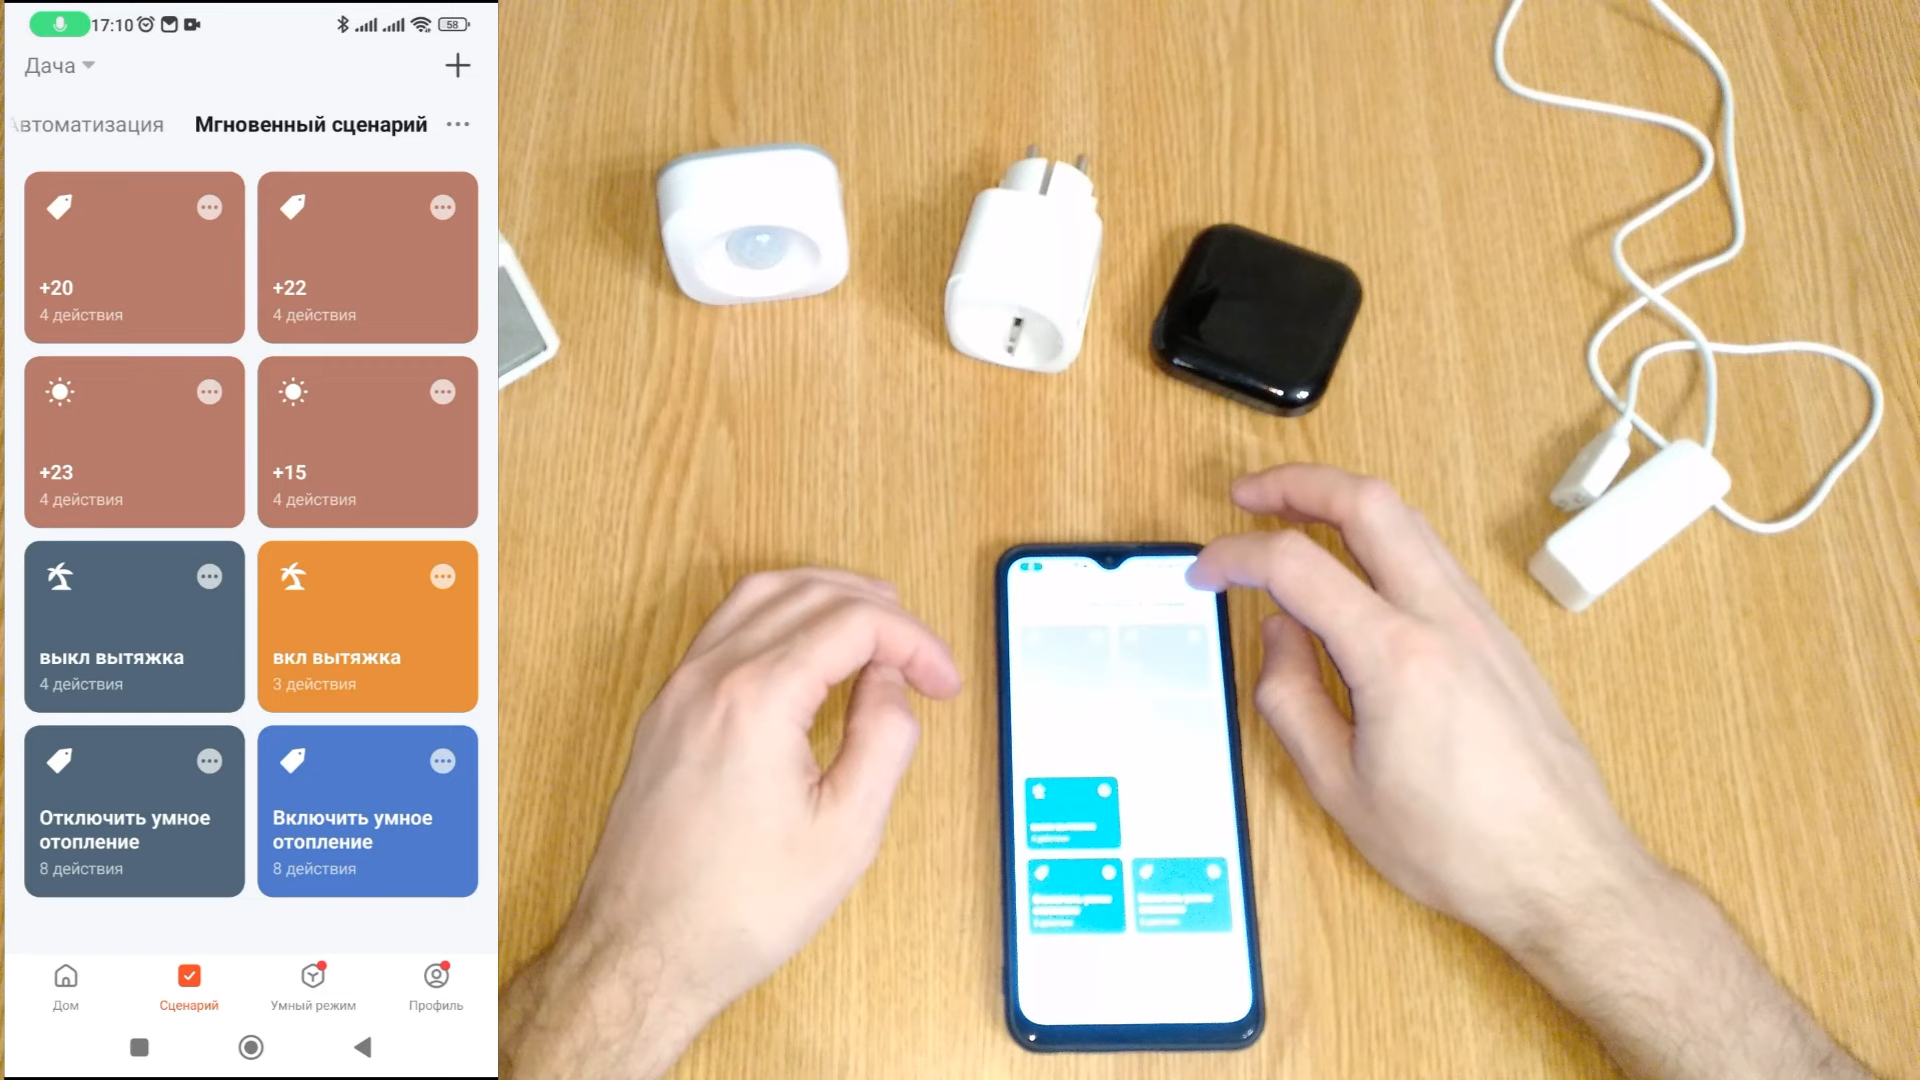 17:10
58
Дача
Автоматизация Мгновенный сценарий
+20
4 действия
+22
4 действия
+23
4 действия
+15
4 действия
выкл вытяжка
4 действия
вкл вытяжка
3 действия
Отключить умное
отопление
8 действия
Включить умное
отопление
8 действия
Дом
Сценарий
Умный режим
Профиль